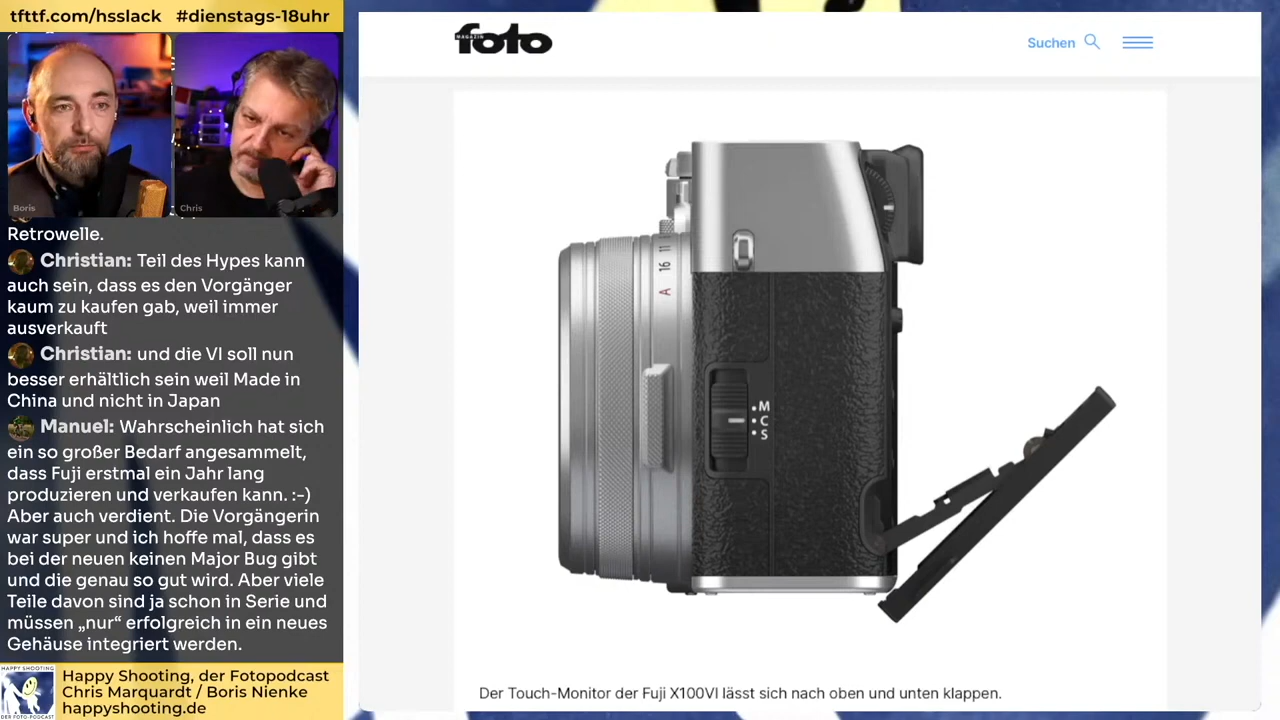 tfttf.com/hsslack #dienstags-18uhr
Boris
Chris
Retrowelle.
Christian: Teil des Hypes kann
auch sein, dass es den Vorgänger
kaum zu kaufen gab, weil immer
ausverkauft
Christian: und die VI soll nun
besser erhältlich sein weil Made in
China und nicht in Japan
Manuel: Wahrscheinlich hat sich
ein so großer Bedarf angesammelt,
dass Fuji erstmal ein Jahr lang
produzieren und verkaufen kann. :-)
Aber auch verdient. Die Vorgängerin
war super und ich hoffe mal, dass es
bei der neuen keinen Major Bug gibt
und die genau so gut wird. Aber viele
Teile davon sind ja schon in Serie und
müssen „nur“ erfolgreich in ein neues
Gehäuse integriert werden.
HAPPY SHOOTING
DER FOTO-PODCAST
Happy Shooting, der Fotopodcast
Chris Marquardt / Boris Nienke
happyshooting.de
MAGAZIN
foto
Suchen
11
16
A
M
C
S
Der Touch-Monitor der Fuji X100VI lässt sich nach oben und unten klappen.